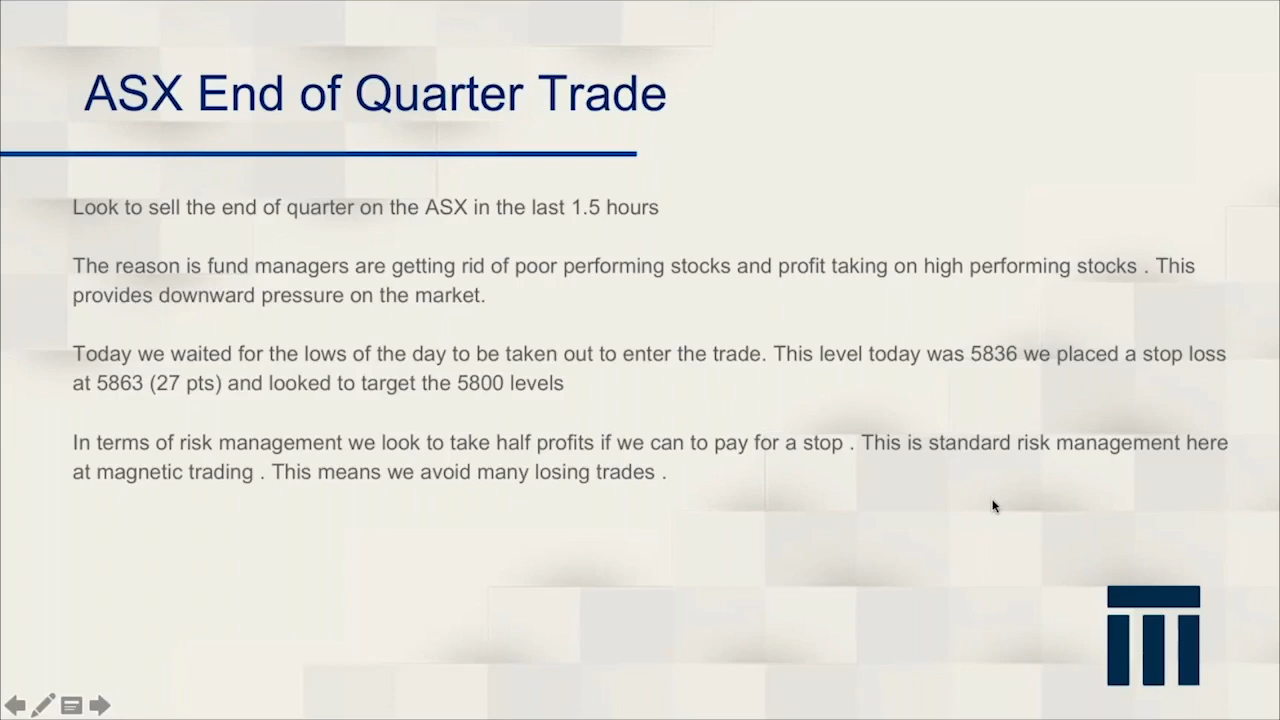 ASX End of Quarter Trade
Look to sell the end of quarter on the ASX in the last 1.5 hours
The reason is fund managers are getting rid of poor performing stocks and profit taking on high performing stocks . This
provides downward pressure on the market.
Today we waited for the lows of the day to be taken out to enter the trade. This level today was 5836 we placed a stop loss
at 5863 (27 pts) and looked to target the 5800 levels
In terms of risk management we look to take half profits if we can to pay for a stop . This is standard risk management here
at magnetic trading . This means we avoid many losing trades .